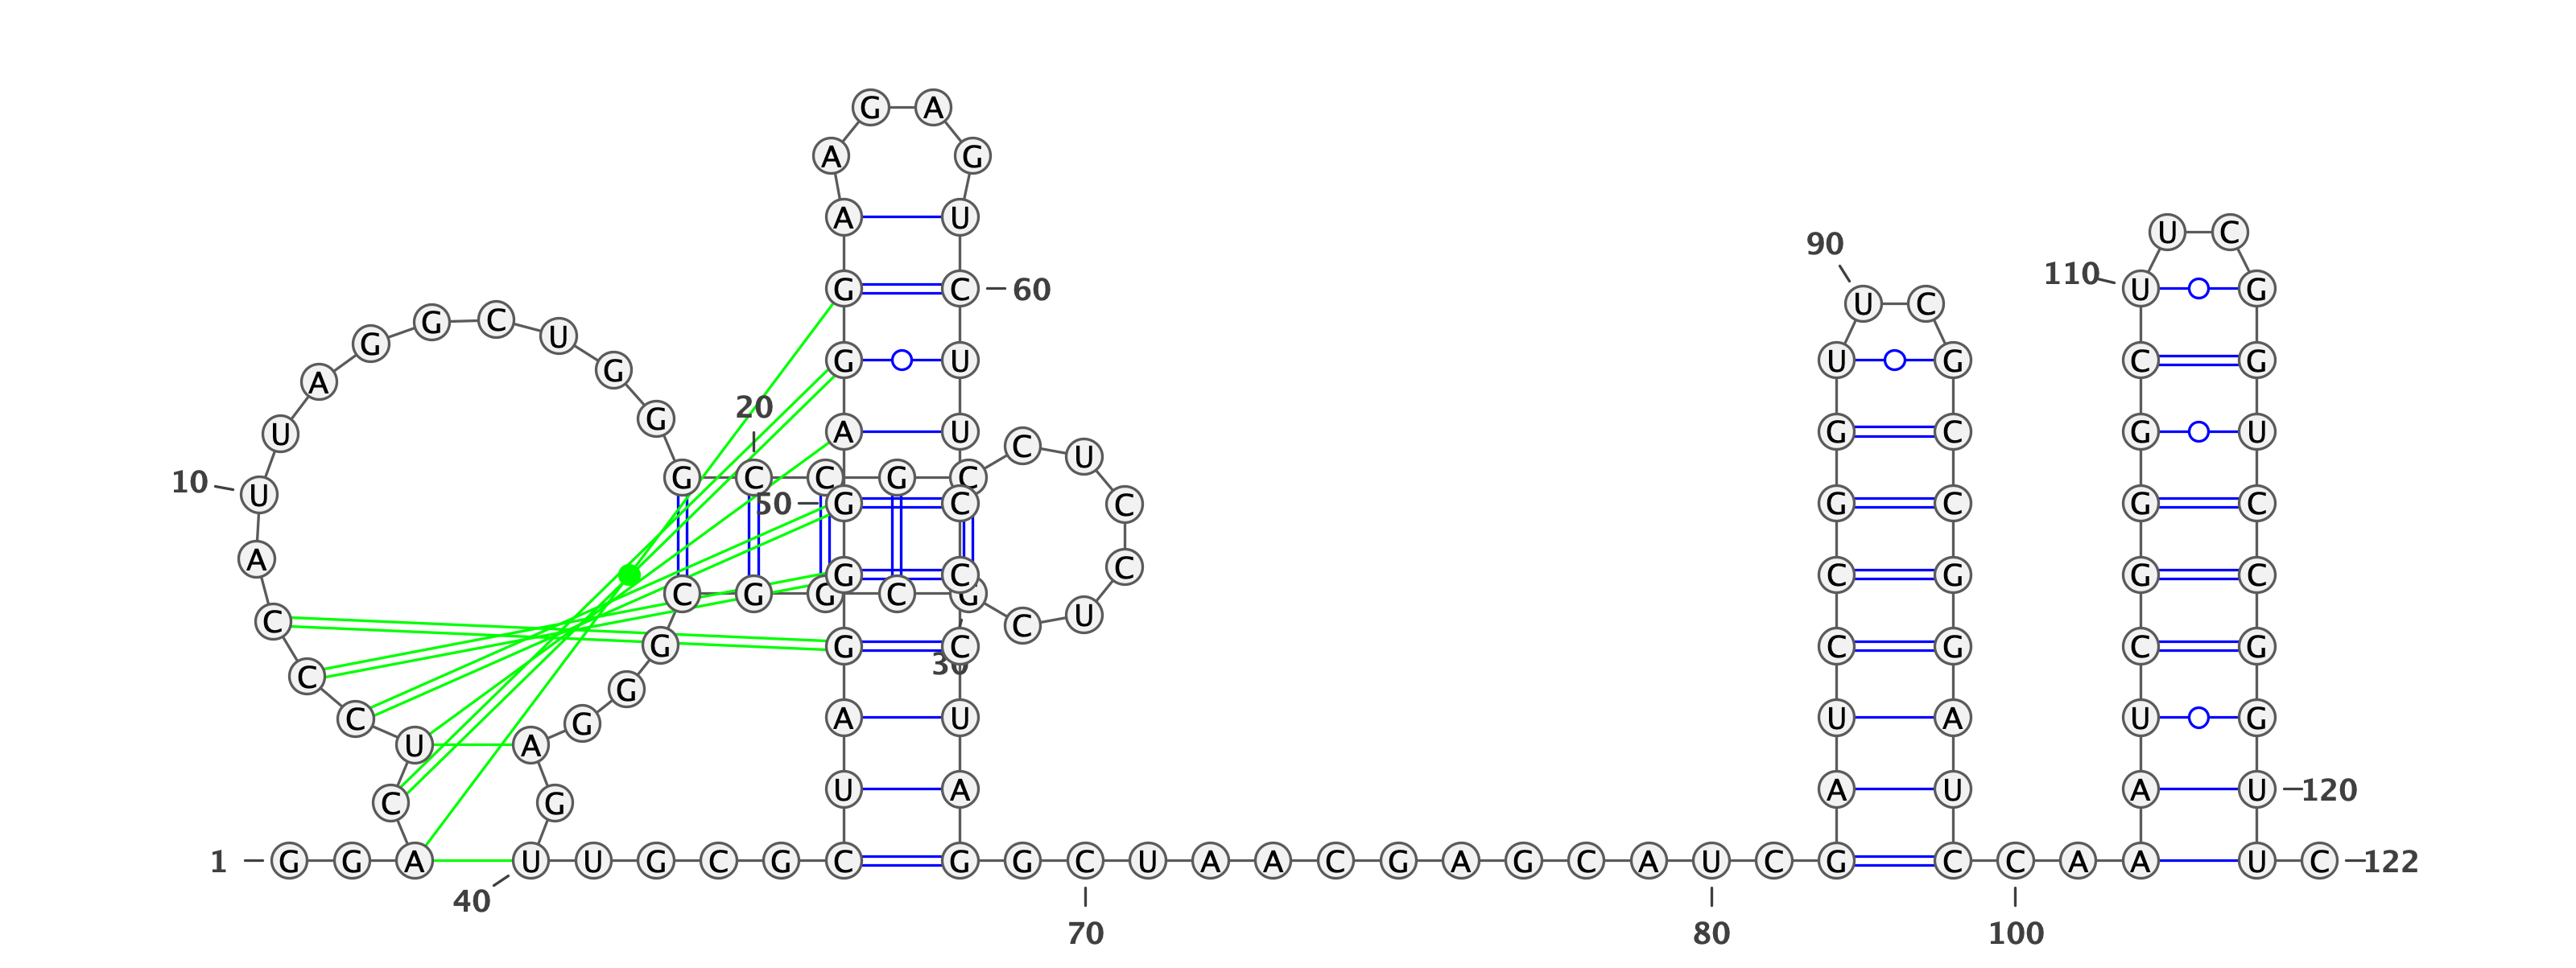 G A
A G
A U
U C
90
G C 60
110 U G
U C
G G C U
A G
G U U G C G
20
U G
A U C U
G C G U
10 U G C C G C
50 G C C
G C G C
A G C C C G G C
C G G C G U
C U C
C G G C 30
C G C G
C G
C G A U U G
U A
C G
U A A U A U 120
1 G G A U U G C G C G G C U A A C G A G C A U C G C C A A U C 122
40 70 80 100